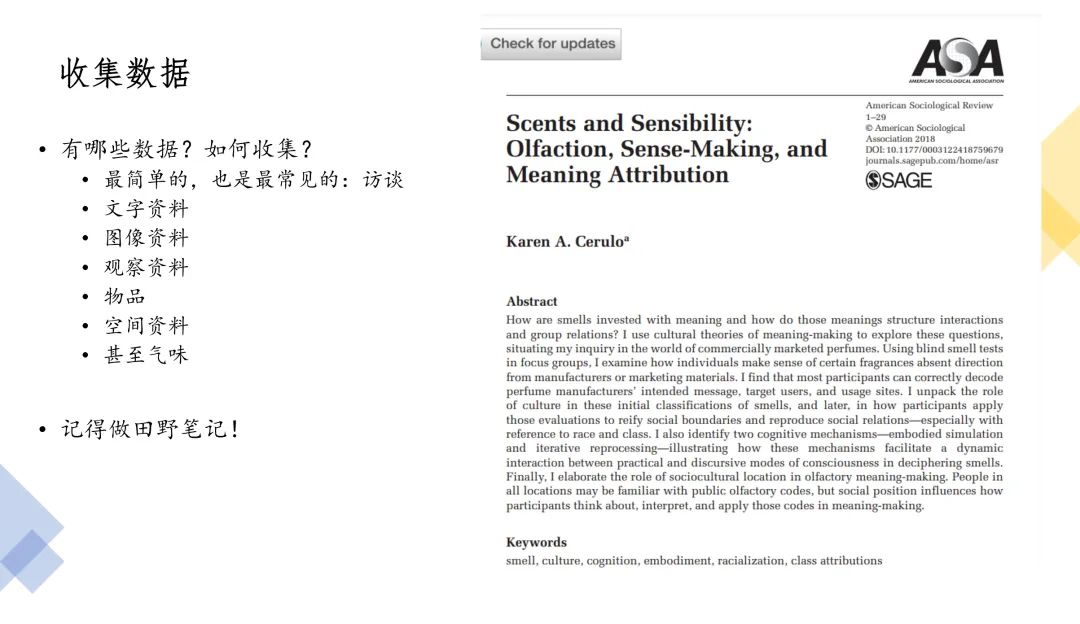 收集数据
• 有哪些数据？如何收集？
• 最简单的，也是最常见的：访谈
• 文字资料
• 图像资料
• 观察资料
• 物品
• 空间资料
• 甚至气味
• 记得做田野笔记！
Check for updates
ASA
AMERICAN SOCIOLOGICAL ASSOCIATION
Scents and Sensibility:
Olfaction, Sense-Making, and
Meaning Attribution
American Sociological Review
1–29
© American Sociological
Association 2018
DOI: 10.1177/0003122418759679
journals.sagepub.com/home/asr
SAGE
Karen A. Ceruloᵃ
Abstract
How are smells invested with meaning and how do those meanings structure interactions
and group relations? I use cultural theories of meaning-making to explore these questions,
situating my inquiry in the world of commercially marketed perfumes. Using blind smell tests
in focus groups, I examine how individuals make sense of certain fragrances absent direction
from manufacturers or marketing materials. I find that most participants can correctly decode
perfume manufacturers’ intended message, target users, and usage sites. I unpack the role
of culture in these initial classifications of smells, and later, in how participants apply
those evaluations to reify social boundaries and reproduce social relations—especially with
reference to race and class. I also identify two cognitive mechanisms—embodied simulation
and iterative reprocessing—illustrating how these mechanisms facilitate a dynamic
interaction between practical and discursive modes of consciousness in deciphering smells.
Finally, I elaborate the role of sociocultural location in olfactory meaning-making. People in
all locations may be familiar with public olfactory codes, but social position influences how
participants think about, interpret, and apply those codes in meaning-making.
Keywords
smell, culture, cognition, embodiment, racialization, class attributions